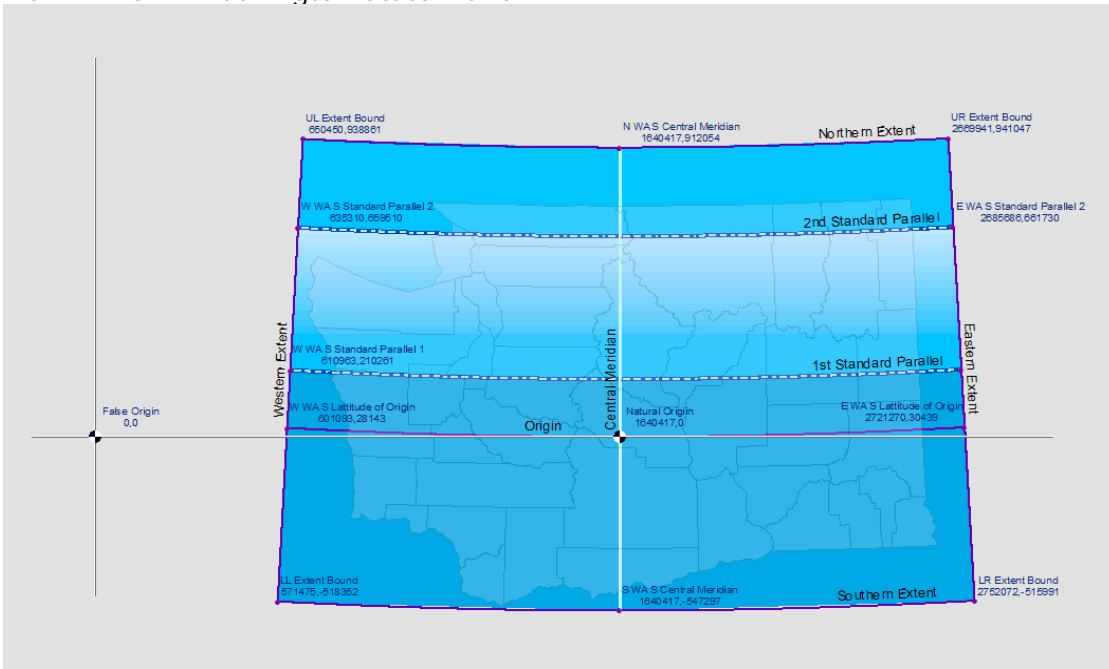 UL Extent Bound
650450,938861
N WA S Central Meridian
1640417,912054
Northern Extent
UR Extent Bound
2669941,941047
W WA S Standard Parallel 2
635310,659510
2nd Standard Parallel
E WA S Standard Parallel 2
2685686,661730
Western Extent
W WA S Standard Parallel 1
610963,210261
Central Meridian
1st Standard Parallel
Eastern Extent
False Origin
0,0
W WA S Lattitude of Origin
601093,28143
Origin
Natural Origin
1640417,0
E WA S Lattitude of Origin
2721270,30439
LL Extent Bound
571475,-518352
S WA S Central Meridian
1640417,-547297
Southern Extent
LR Extent Bound
2752072,-515991